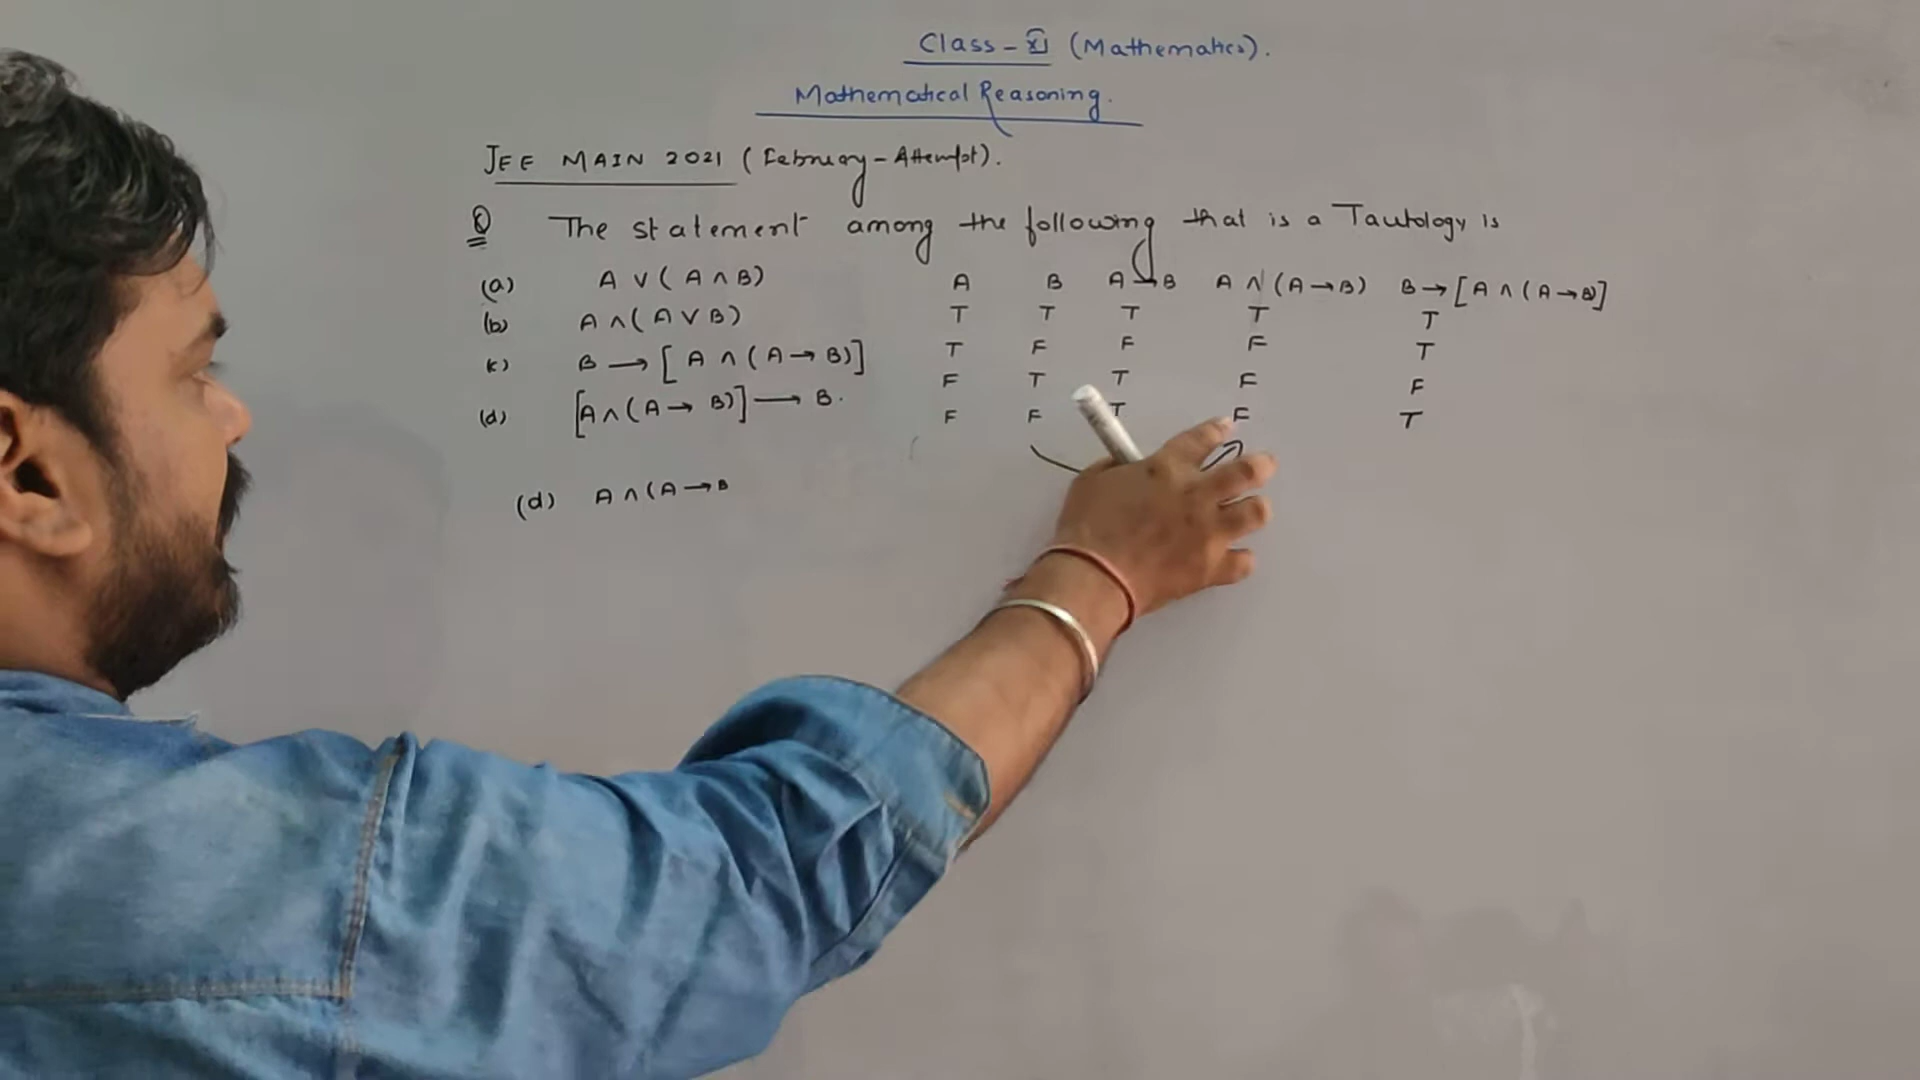 Class - XI (Mathematics).
Mathematical Reasoning.
JEE MAIN 2021 (February - Attempt).
Q The statement among the following that is a Tautology is
(a) A ∨ ( A ∧ B)
(b) A ∧ ( A ∨ B)
(c) B → [ A ∧ ( A → B)]
(d) [A ∧ ( A → B)] → B.
(d) A ∧ ( A → B
A B A → B A ∧ (A → B) B → [A ∧ (A → B)]
T T T T T
T F F F T
F T T F F
F F T F T